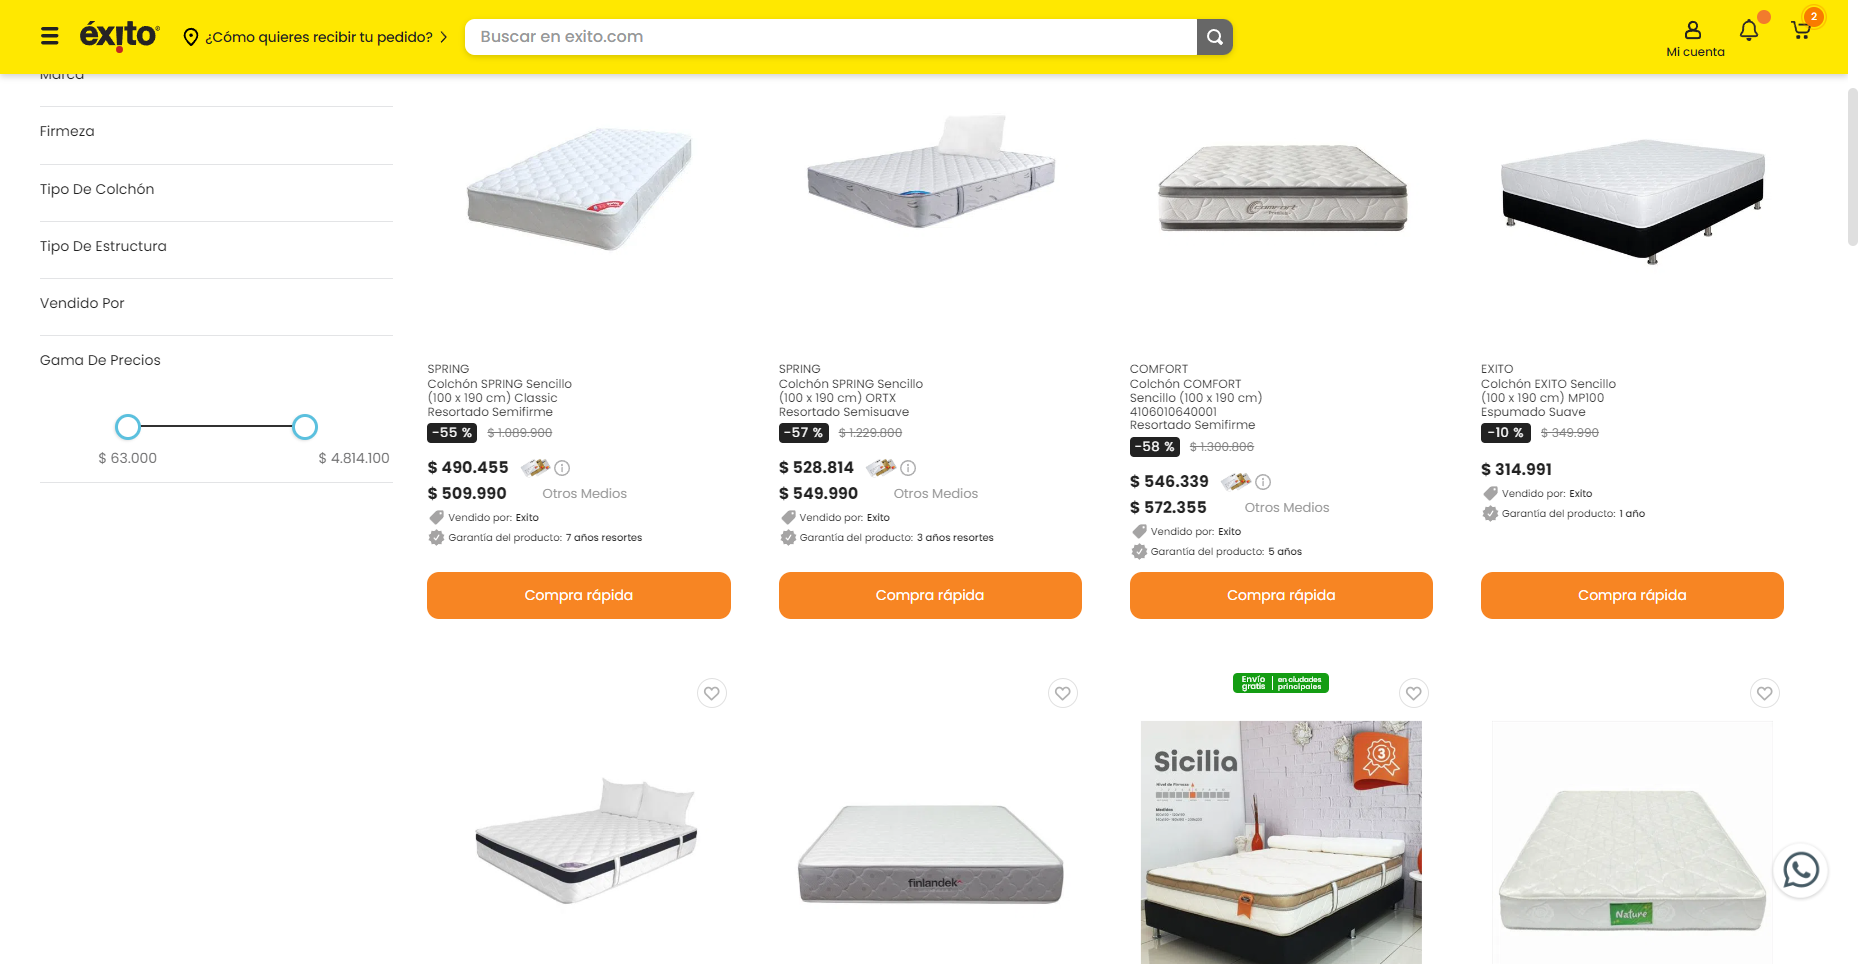 éxito
¿Cómo quieres recibir tu pedido?
Buscar en exito.com
Mi cuenta
2
Marca
Firmeza
Tipo De Colchón
Tipo De Estructura
Vendido Por
Gama De Precios
$ 63.000
$ 4.814.100
SPRING
Colchón SPRING Sencillo
(100 x 190 cm) Classic
Resortado Semifirme
-55 % $ 1.089.900
$ 490.455
$ 509.990 Otros Medios
Vendido por: Exito
Garantía del producto: 7 años resortes
Compra rápida
SPRING
Colchón SPRING Sencillo
(100 x 190 cm) ORTX
Resortado Semisuave
-57 % $ 1.229.800
$ 528.814
$ 549.990 Otros Medios
Vendido por: Exito
Garantía del producto: 3 años resortes
Compra rápida
Comfort
COMFORT
Colchón COMFORT
Sencillo (100 x 190 cm)
4106010640001
Resortado Semifirme
-58 % $ 1.300.806
$ 546.339
$ 572.355 Otros Medios
Vendido por: Exito
Garantía del producto: 5 años
Compra rápida
EXITO
Colchón EXITO Sencillo
(100 x 190 cm) MP100
Espumado Suave
-10 % $ 349.990
$ 314.991
Vendido por: Exito
Garantía del producto: 1 año
Compra rápida
finlandek
Envío gratis | en ciudades principales
Sicilia
Nivel de Firmeza
Medidas
3
Nature